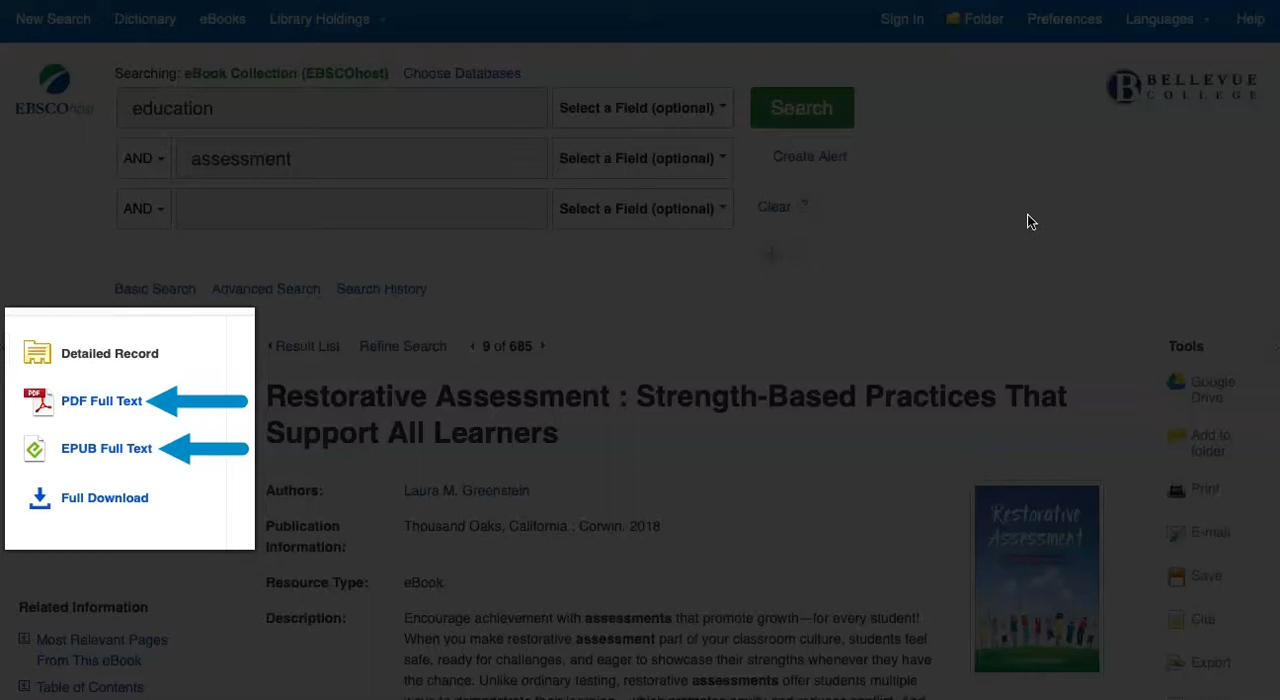 New Search Dictionary eBooks Library Holdings Sign In Folder Preferences Languages Help
Searching: eBook Collection (EBSCOhost) Choose Databases
EBSCOhost
BELLEVUE
COLLEGE
education Select a Field (optional) Search
AND assessment Select a Field (optional) Create Alert
AND Select a Field (optional) Clear ?
Basic Search Advanced Search Search History
Detailed Record
PDF
PDF Full Text
EPUB Full Text
Full Download
Related Information
Most Relevant Pages
From This eBook
Table of Contents
Result List Refine Search 9 of 685
Restorative Assessment : Strength-Based Practices That
Support All Learners
Authors: Laura M. Greenstein
Publication Thousand Oaks, California : Corwin. 2018
Information:
Resource Type: eBook
Description: Encourage achievement with assessments that promote growth—for every student!
When you make restorative assessment part of your classroom culture, students feel
safe, ready for challenges, and eager to showcase their strengths whenever they have
the chance. Unlike ordinary testing, restorative assessments offer students multiple
Restorative
Assessment
Tools
Google
Drive
Add to
folder
Print
E-mail
Save
Cite
Export